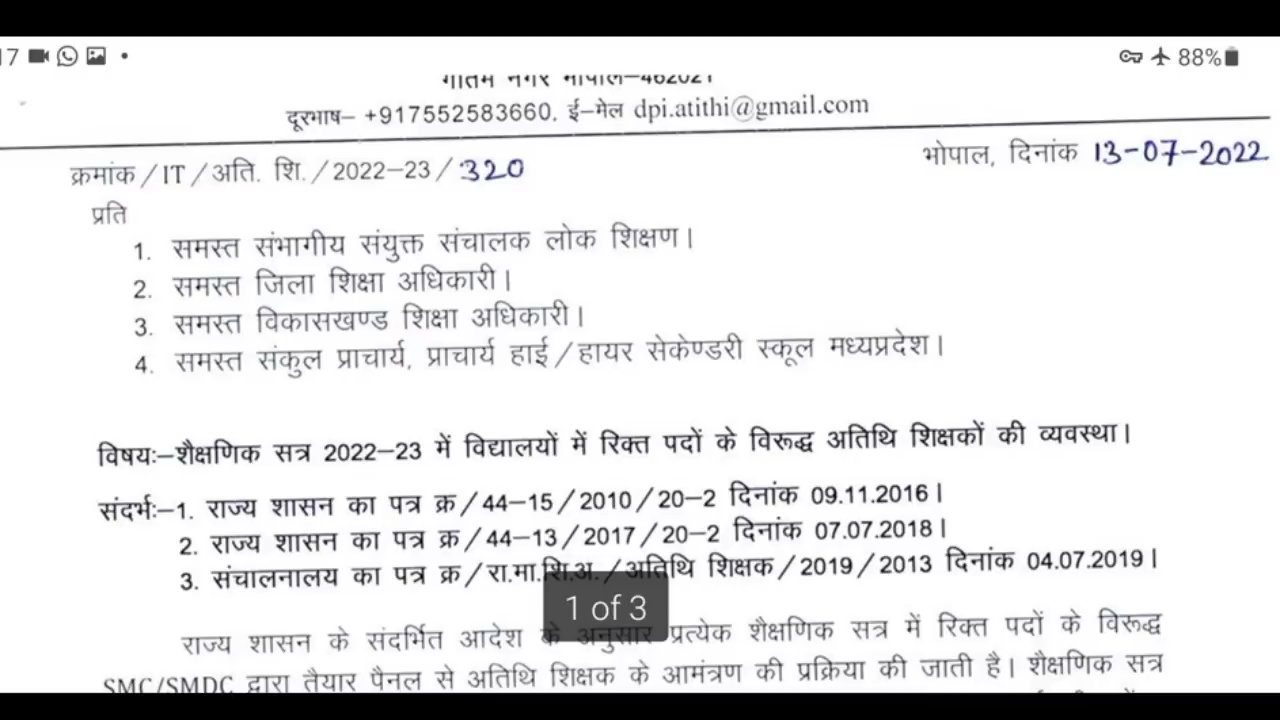 17 • 88%
गौतम नगर भोपाल–462021
दूरभाष– +917552583660, ई–मेल dpi.atithi@gmail.com
क्रमांक / IT / अति. शि. / 2022–23 / 320 भोपाल, दिनांक 13-07-2022
प्रति
1. समस्त संभागीय संयुक्त संचालक लोक शिक्षण।
2. समस्त जिला शिक्षा अधिकारी।
3. समस्त विकासखण्ड शिक्षा अधिकारी।
4. समस्त संकुल प्राचार्य, प्राचार्य हाई / हायर सेकेण्डरी स्कूल मध्यप्रदेश।
विषयः–शैक्षणिक सत्र 2022–23 में विद्यालयों में रिक्त पदों के विरूद्ध अतिथि शिक्षकों की व्यवस्था।
संदर्भः–1. राज्य शासन का पत्र क्र / 44–15 / 2010 / 20–2 दिनांक 09.11.2016।
2. राज्य शासन का पत्र क्र / 44–13 / 2017 / 20–2 दिनांक 07.07.2018।
3. संचालनालय का पत्र क्र / रा.मा.शि.अ. / अतिथि शिक्षक / 2019 / 2013 दिनांक 04.07.2019।
1 of 3
राज्य शासन के संदर्भित आदेश के अनुसार प्रत्येक शैक्षणिक सत्र में रिक्त पदों के विरूद्ध
SMC/SMDC द्वारा तैयार पैनल से अतिथि शिक्षक के आमंत्रण की प्रक्रिया की जाती है। शैक्षणिक सत्र